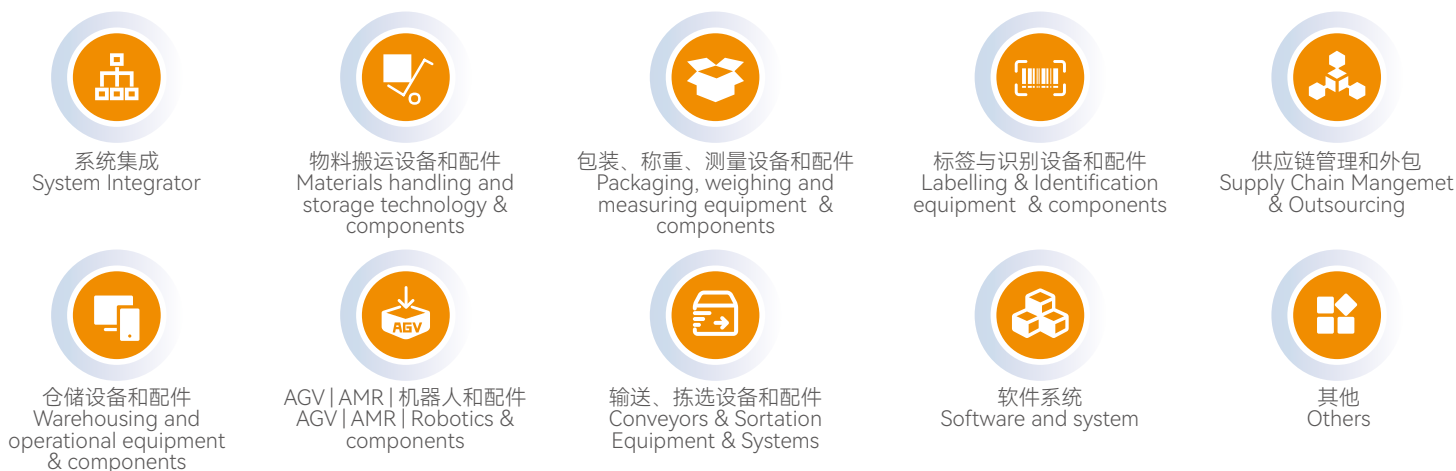 系统集成
System Integrator
物料搬运设备和配件
Materials handling and
storage technology &
components
包装、称重、测量设备和配件
Packaging, weighing and
measuring equipment &
components
标签与识别设备和配件
Labelling & Identification
equipment & components
供应链管理和外包
Supply Chain Mangemet
& Outsourcing
仓储设备和配件
Warehousing and
operational equipment
& components
AGV
AGV | AMR | 机器人和配件
AGV | AMR | Robotics &
components
输送、拣选设备和配件
Conveyors & Sortation
Equipment & Systems
软件系统
Software and system
其他
Others